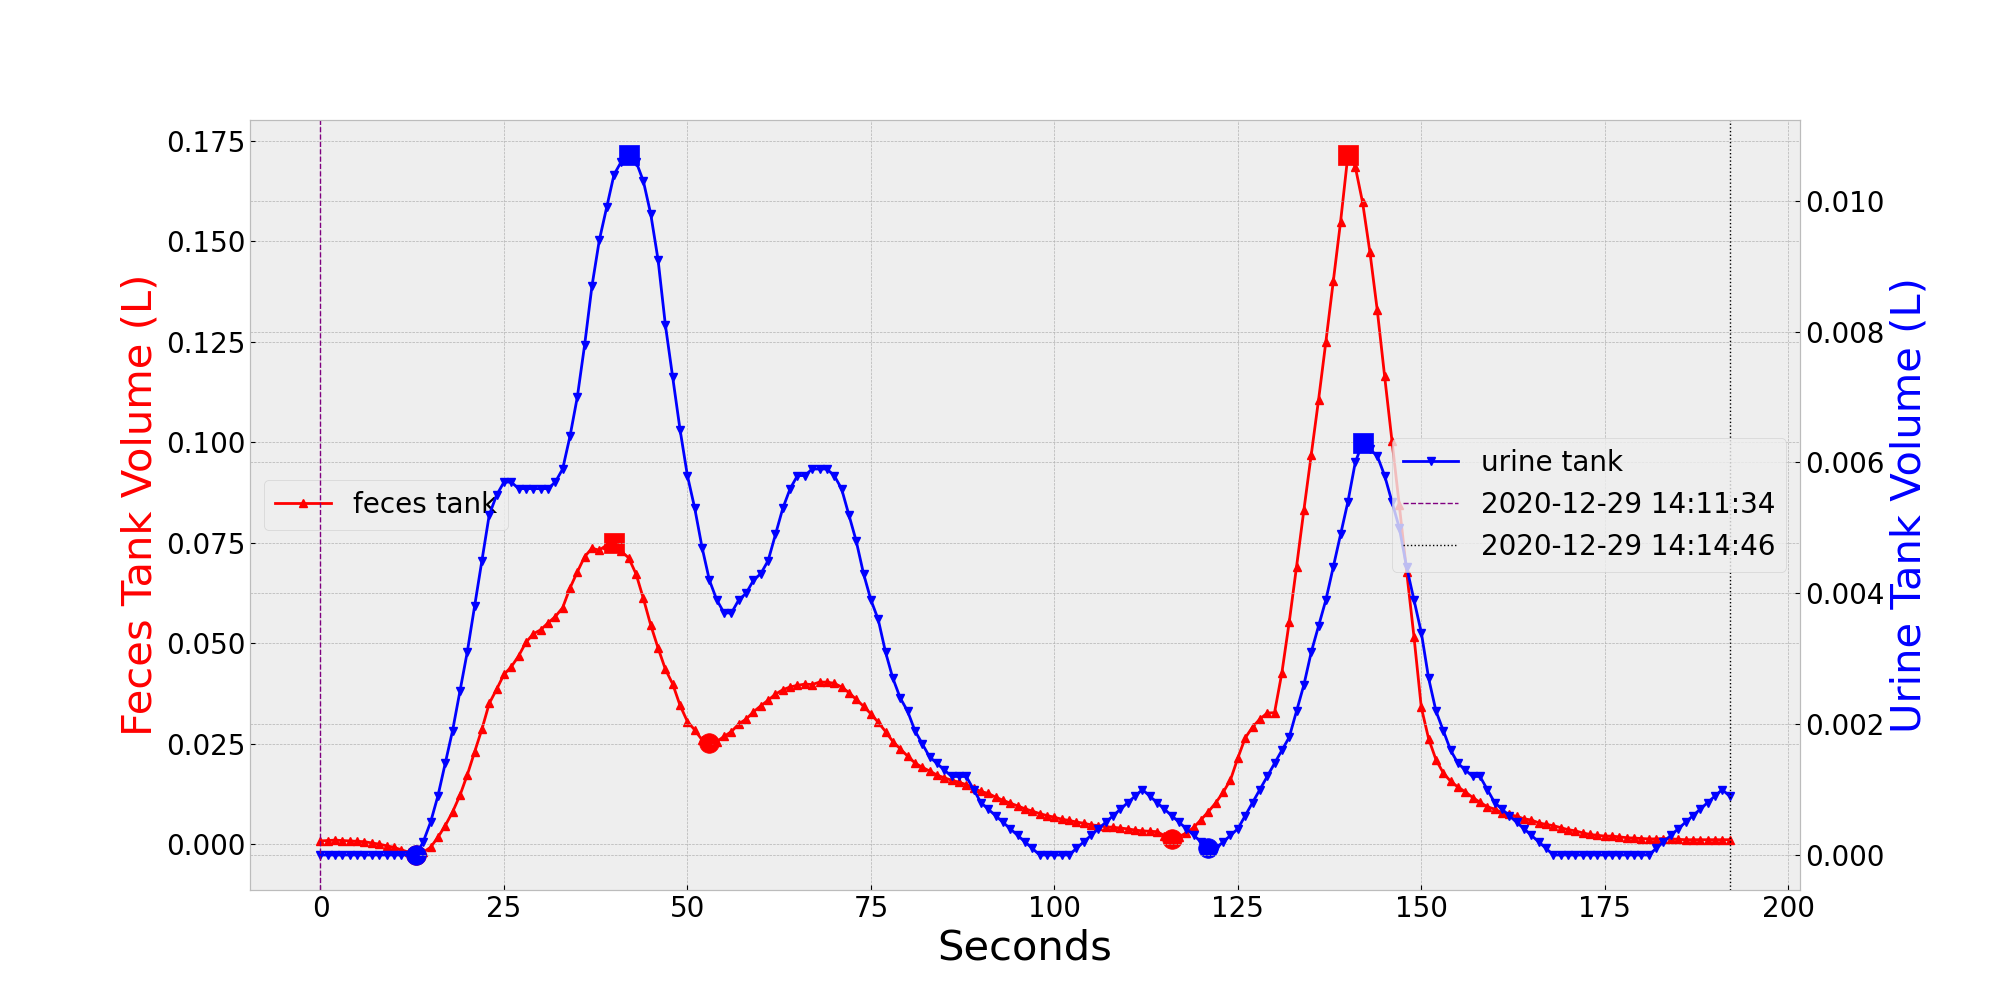 Feces Tank Volume (L)
0.175
0.150
0.125
0.100
0.075
0.050
0.025
0.000
feces tank
urine tank
2020-12-29 14:11:34
2020-12-29 14:14:46
0.010
0.008
0.006
0.004
0.002
0.000
Urine Tank Volume (L)
0 25 50 75 100 125 150 175 200
Seconds